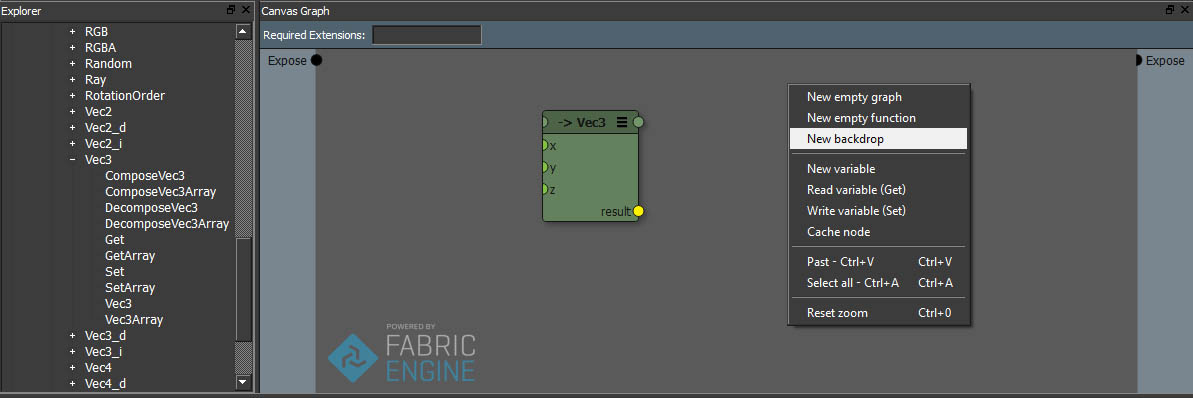 Explorer
RGB
RGBA
Random
Ray
RotationOrder
Vec2
Vec2_d
Vec2_i
Vec3
ComposeVec3
ComposeVec3Array
DecomposeVec3
DecomposeVec3Array
Get
GetArray
Set
SetArray
Vec3
Vec3Array
Vec3_d
Vec3_i
Vec4
Vec4_d
Canvas Graph
Required Extensions:
Expose
Expose
-> Vec3
x
y
z
result
New empty graph
New empty function
New backdrop
New variable
Read variable (Get)
Write variable (Set)
Cache node
Past - Ctrl+V Ctrl+V
Select all - Ctrl+A Ctrl+A
Reset zoom Ctrl+0
POWERED BY
FABRIC
ENGINE